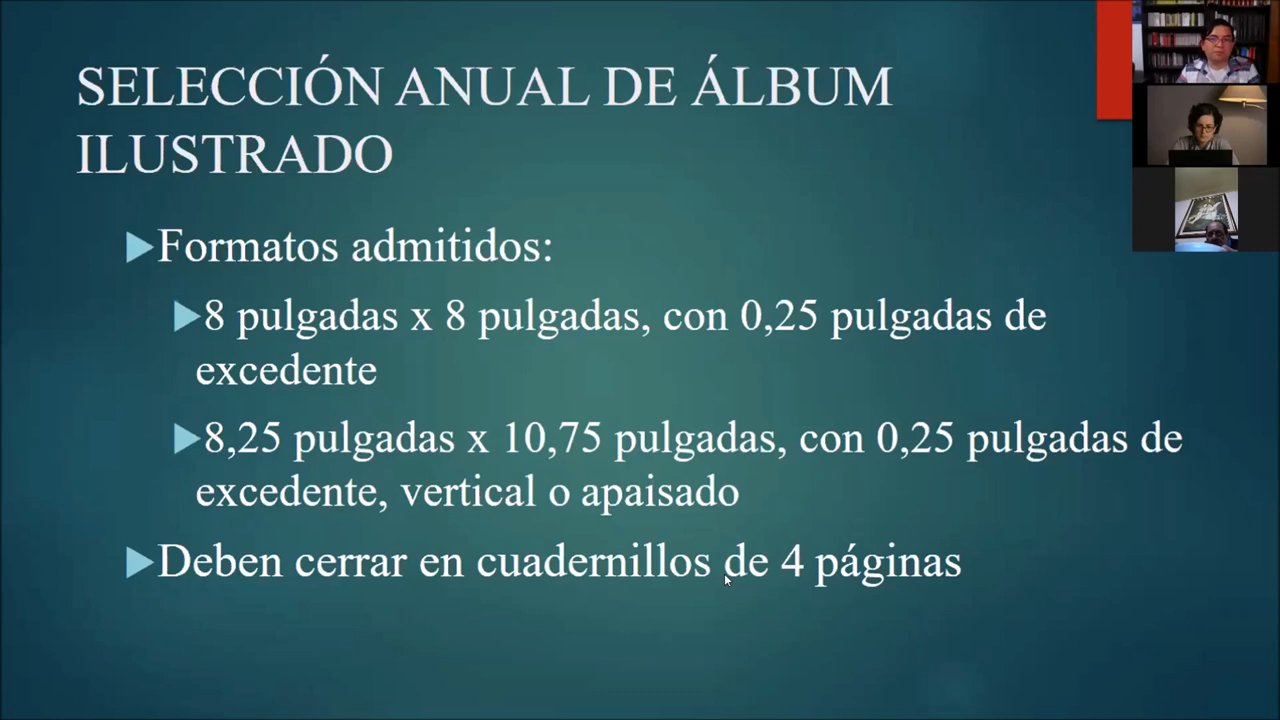 SELECCIÓN ANUAL DE ÁLBUM
ILUSTRADO
Formatos admitidos:
8 pulgadas x 8 pulgadas, con 0,25 pulgadas de
excedente
8,25 pulgadas x 10,75 pulgadas, con 0,25 pulgadas de
excedente, vertical o apaisado
Deben cerrar en cuadernillos de 4 páginas